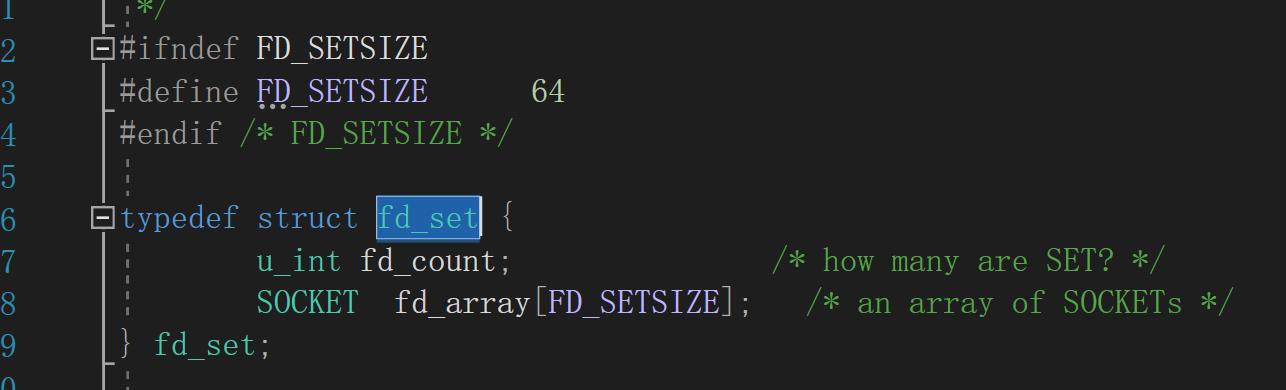 1 */
2 #ifndef FD_SETSIZE
3 #define FD_SETSIZE 64
4 #endif /* FD_SETSIZE */
5
6 typedef struct fd_set {
7 u_int fd_count; /* how many are SET? */
8 SOCKET fd_array[FD_SETSIZE]; /* an array of SOCKETs */
9 } fd_set;
0